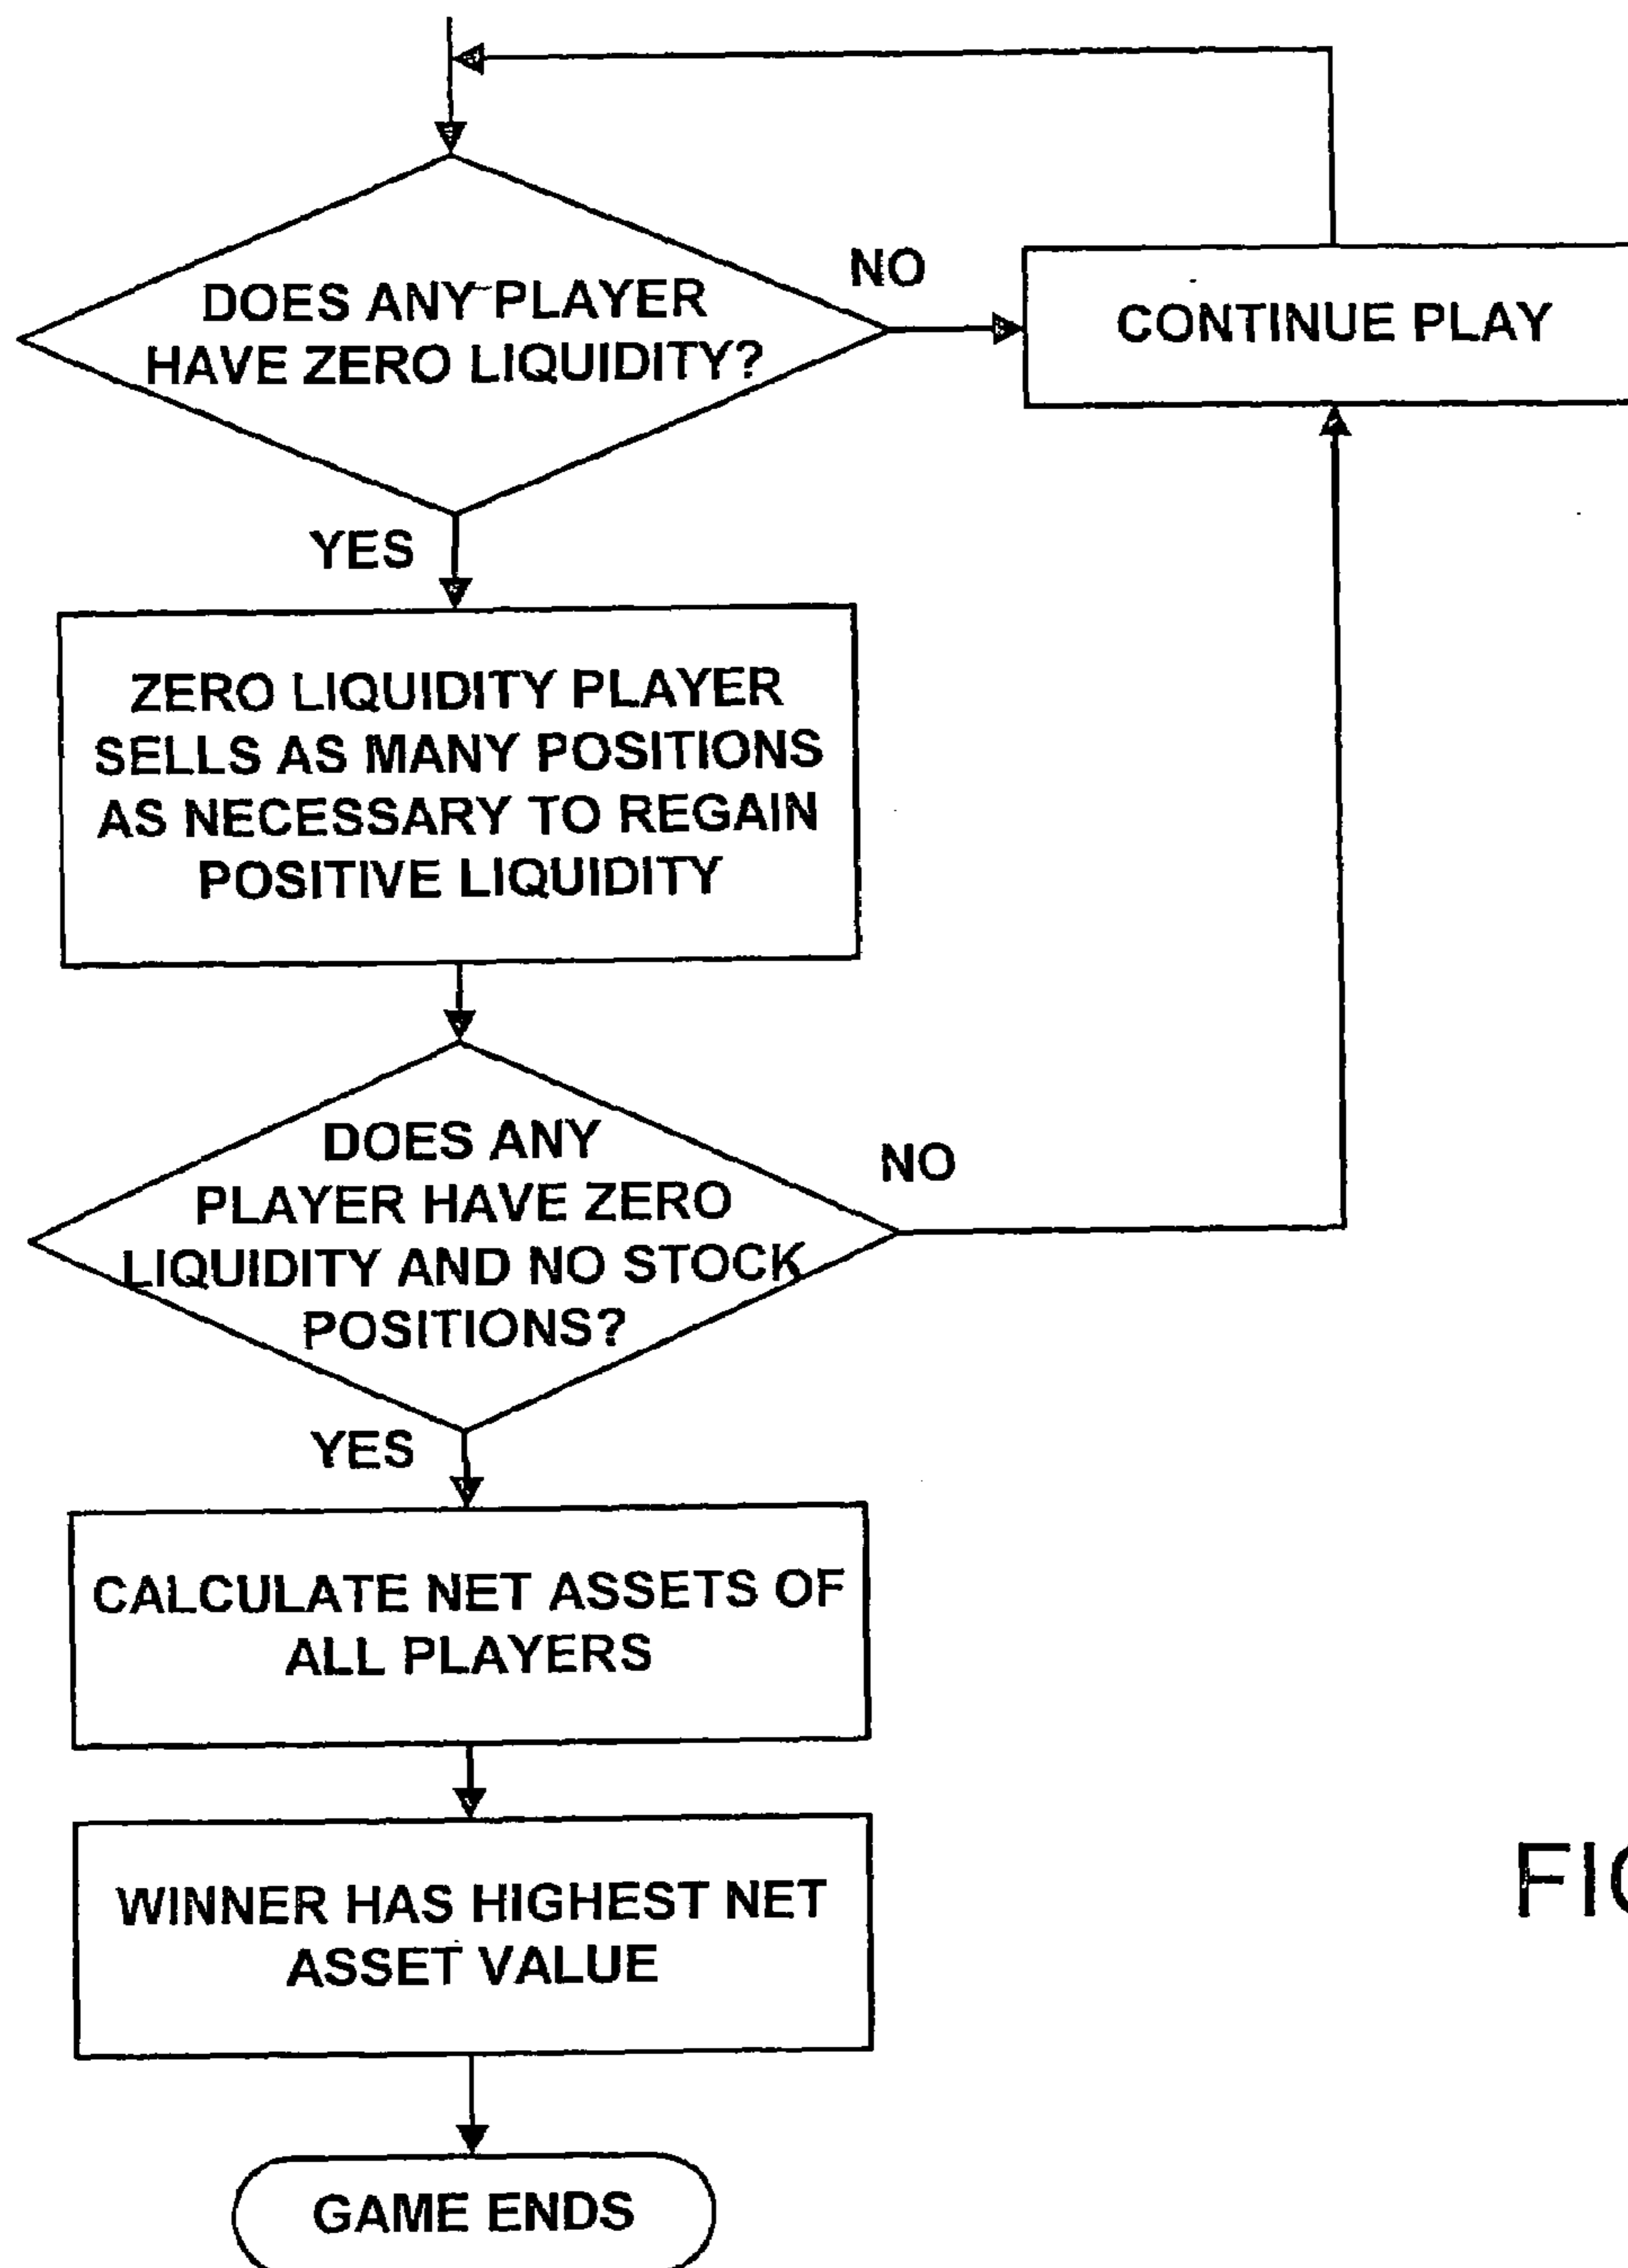 DOES ANY PLAYER
HAVE ZERO LIQUIDITY?
NO
CONTINUE PLAY
YES
ZERO LIQUIDITY PLAYER
SELLS AS MANY POSITIONS
AS NECESSARY TO REGAIN
POSITIVE LIQUIDITY
DOES ANY
PLAYER HAVE ZERO
LIQUIDITY AND NO STOCK
POSITIONS?
NO
YES
CALCULATE NET ASSETS OF
ALL PLAYERS
WINNER HAS HIGHEST NET
ASSET VALUE
GAME ENDS